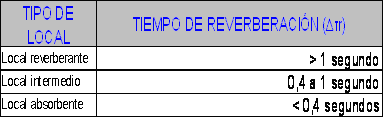 TIPO DE LOCAL
TIEMPO DE REVERBERACIÓN (Δtr)
Local reverberante > 1 segundo
Local intermedio 0,4 a 1 segundo
Local absorbente < 0,4 segundos